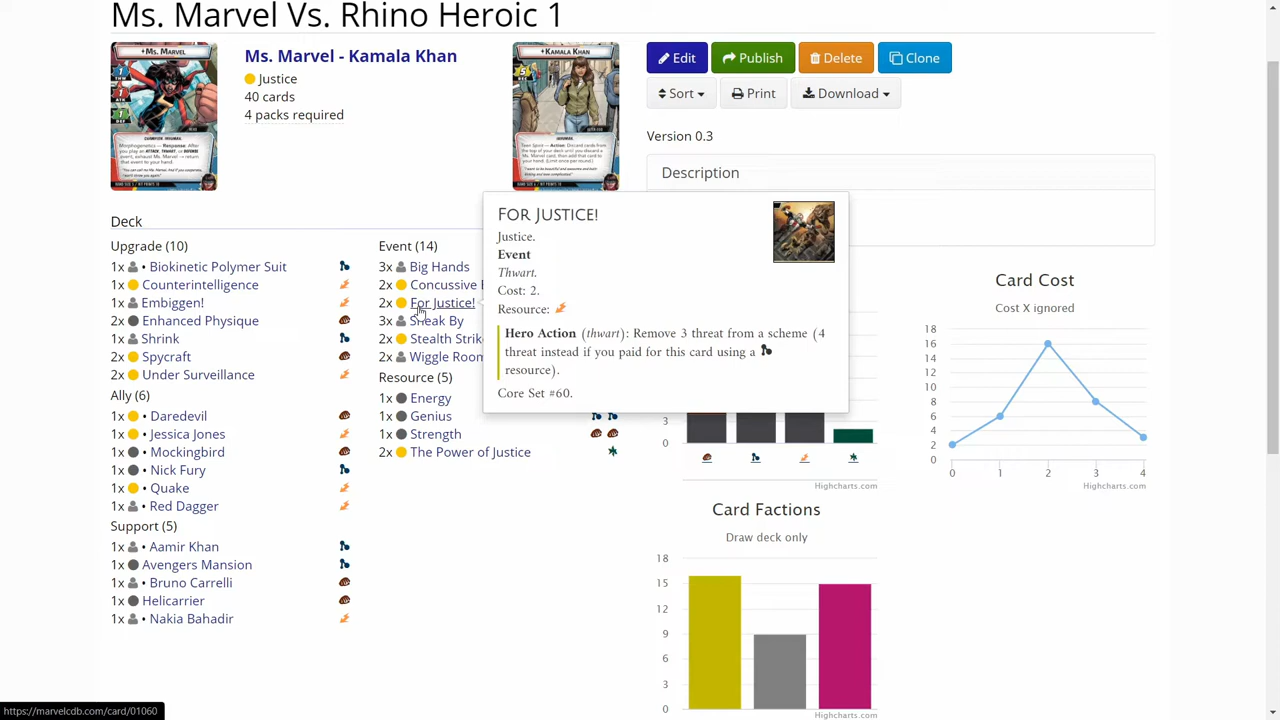 Ms. Marvel Vs. Rhino Heroic 1
Ms. Marvel
Kamala Khan
Ms. Marvel - Kamala Khan
Justice
40 cards
4 packs required
Edit
Publish
Delete
Clone
Sort
Print
Download
Version 0.3
Description
Deck
Upgrade (10)
1x • Biokinetic Polymer Suit
1x Counterintelligence
1x Embiggen!
2x Enhanced Physique
1x Shrink
2x Spycraft
2x Under Surveillance
Ally (6)
1x • Daredevil
1x • Jessica Jones
1x • Mockingbird
1x • Nick Fury
1x • Quake
1x • Red Dagger
Support (5)
1x • Aamir Khan
1x • Avengers Mansion
1x • Bruno Carrelli
1x Helicarrier
1x • Nakia Bahadir
Event (14)
3x Big Hands
2x Concussive
2x For Justice!
3x Sneak By
2x Stealth Strik
2x Wiggle Room
Resource (5)
1x Energy
1x Genius
1x Strength
2x The Power of Justice
For Justice!
Justice.
Event
Thwart.
Cost: 2.
Resource:
Hero Action (thwart): Remove 3 threat from a scheme (4
threat instead if you paid for this card using a
resource).
Core Set #60.
3
0
Highcharts.com
Card Cost
Cost X ignored
18
16
14
12
10
8
6
4
2
0
0 1 2 3 4
Highcharts.com
Card Factions
Draw deck only
18
15
12
9
6
3
0
Highcharts.com
https://marvelcdb.com/card/01060